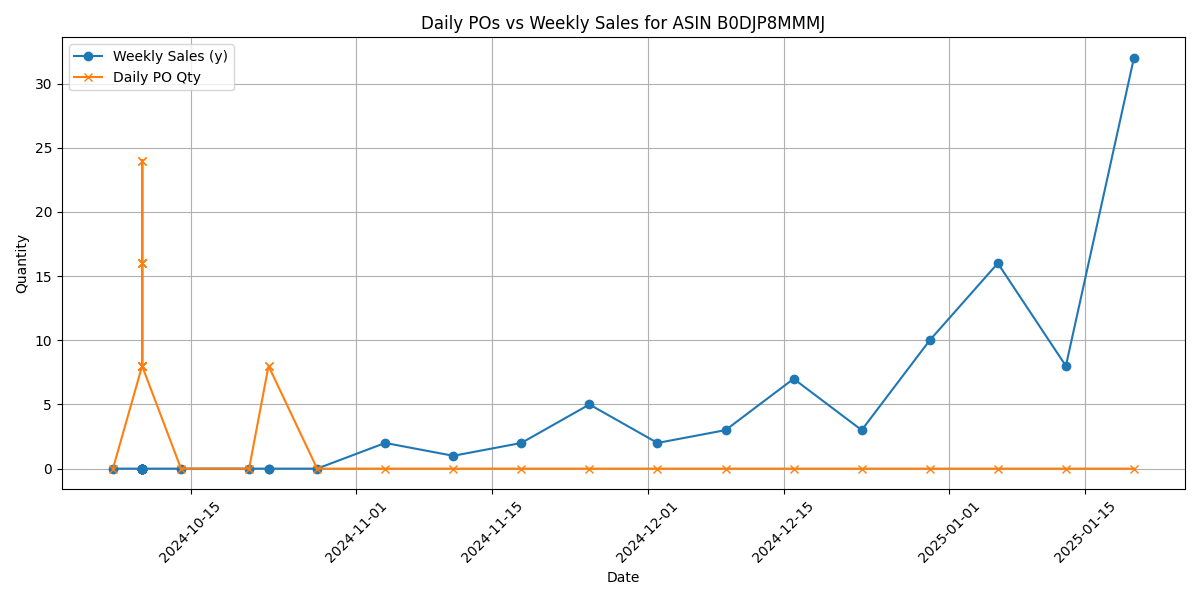 Daily POs vs Weekly Sales for ASIN B0DJP8MMMJ
Weekly Sales (y)
Daily PO Qty
Quantity
30
25
20
15
10
5
0
2024-10-15
2024-11-01
2024-11-15
2024-12-01
2024-12-15
2025-01-01
2025-01-15
Date